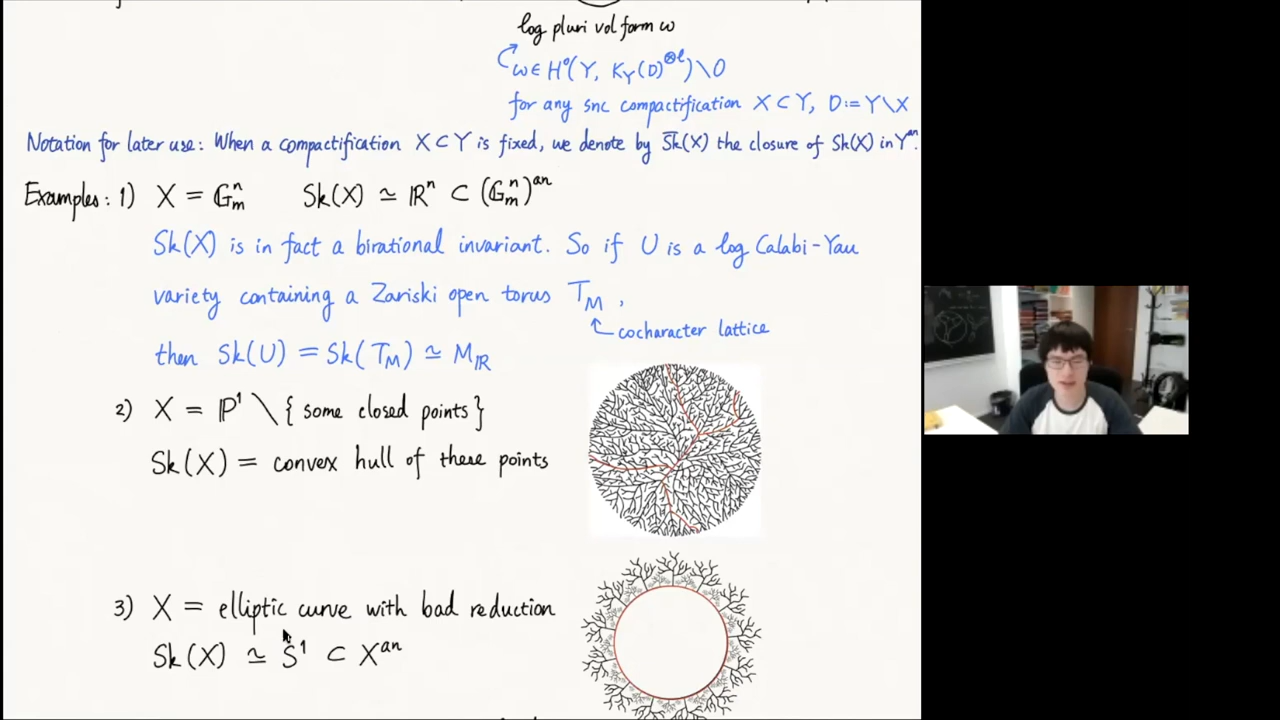 log pluri vol form ω
ω ∈ H⁰(Y, K_Y(D)^{⊗ℓ}) \ 0
for any snc compactification X ⊂ Y, D := Y \ X
Notation for later use: When a compactification X ⊂ Y is fixed, we denote by S̅k̅(X) the closure of Sk(X) in Y^{an}.
Examples: 1) X = 𝔾_m^n Sk(X) ≃ ℝ^n ⊂ (𝔾_m^n)^{an}
Sk(X) is in fact a birational invariant. So if U is a log Calabi-Yau
variety containing a Zariski open torus T_M,
cocharacter lattice
then Sk(U) = Sk(T_M) ≃ M_ℝ
2) X = ℙ¹ \ { some closed points }
Sk(X) = convex hull of these points
3) X = elliptic curve with bad reduction
Sk(X) ≃ S¹ ⊂ X^{an}